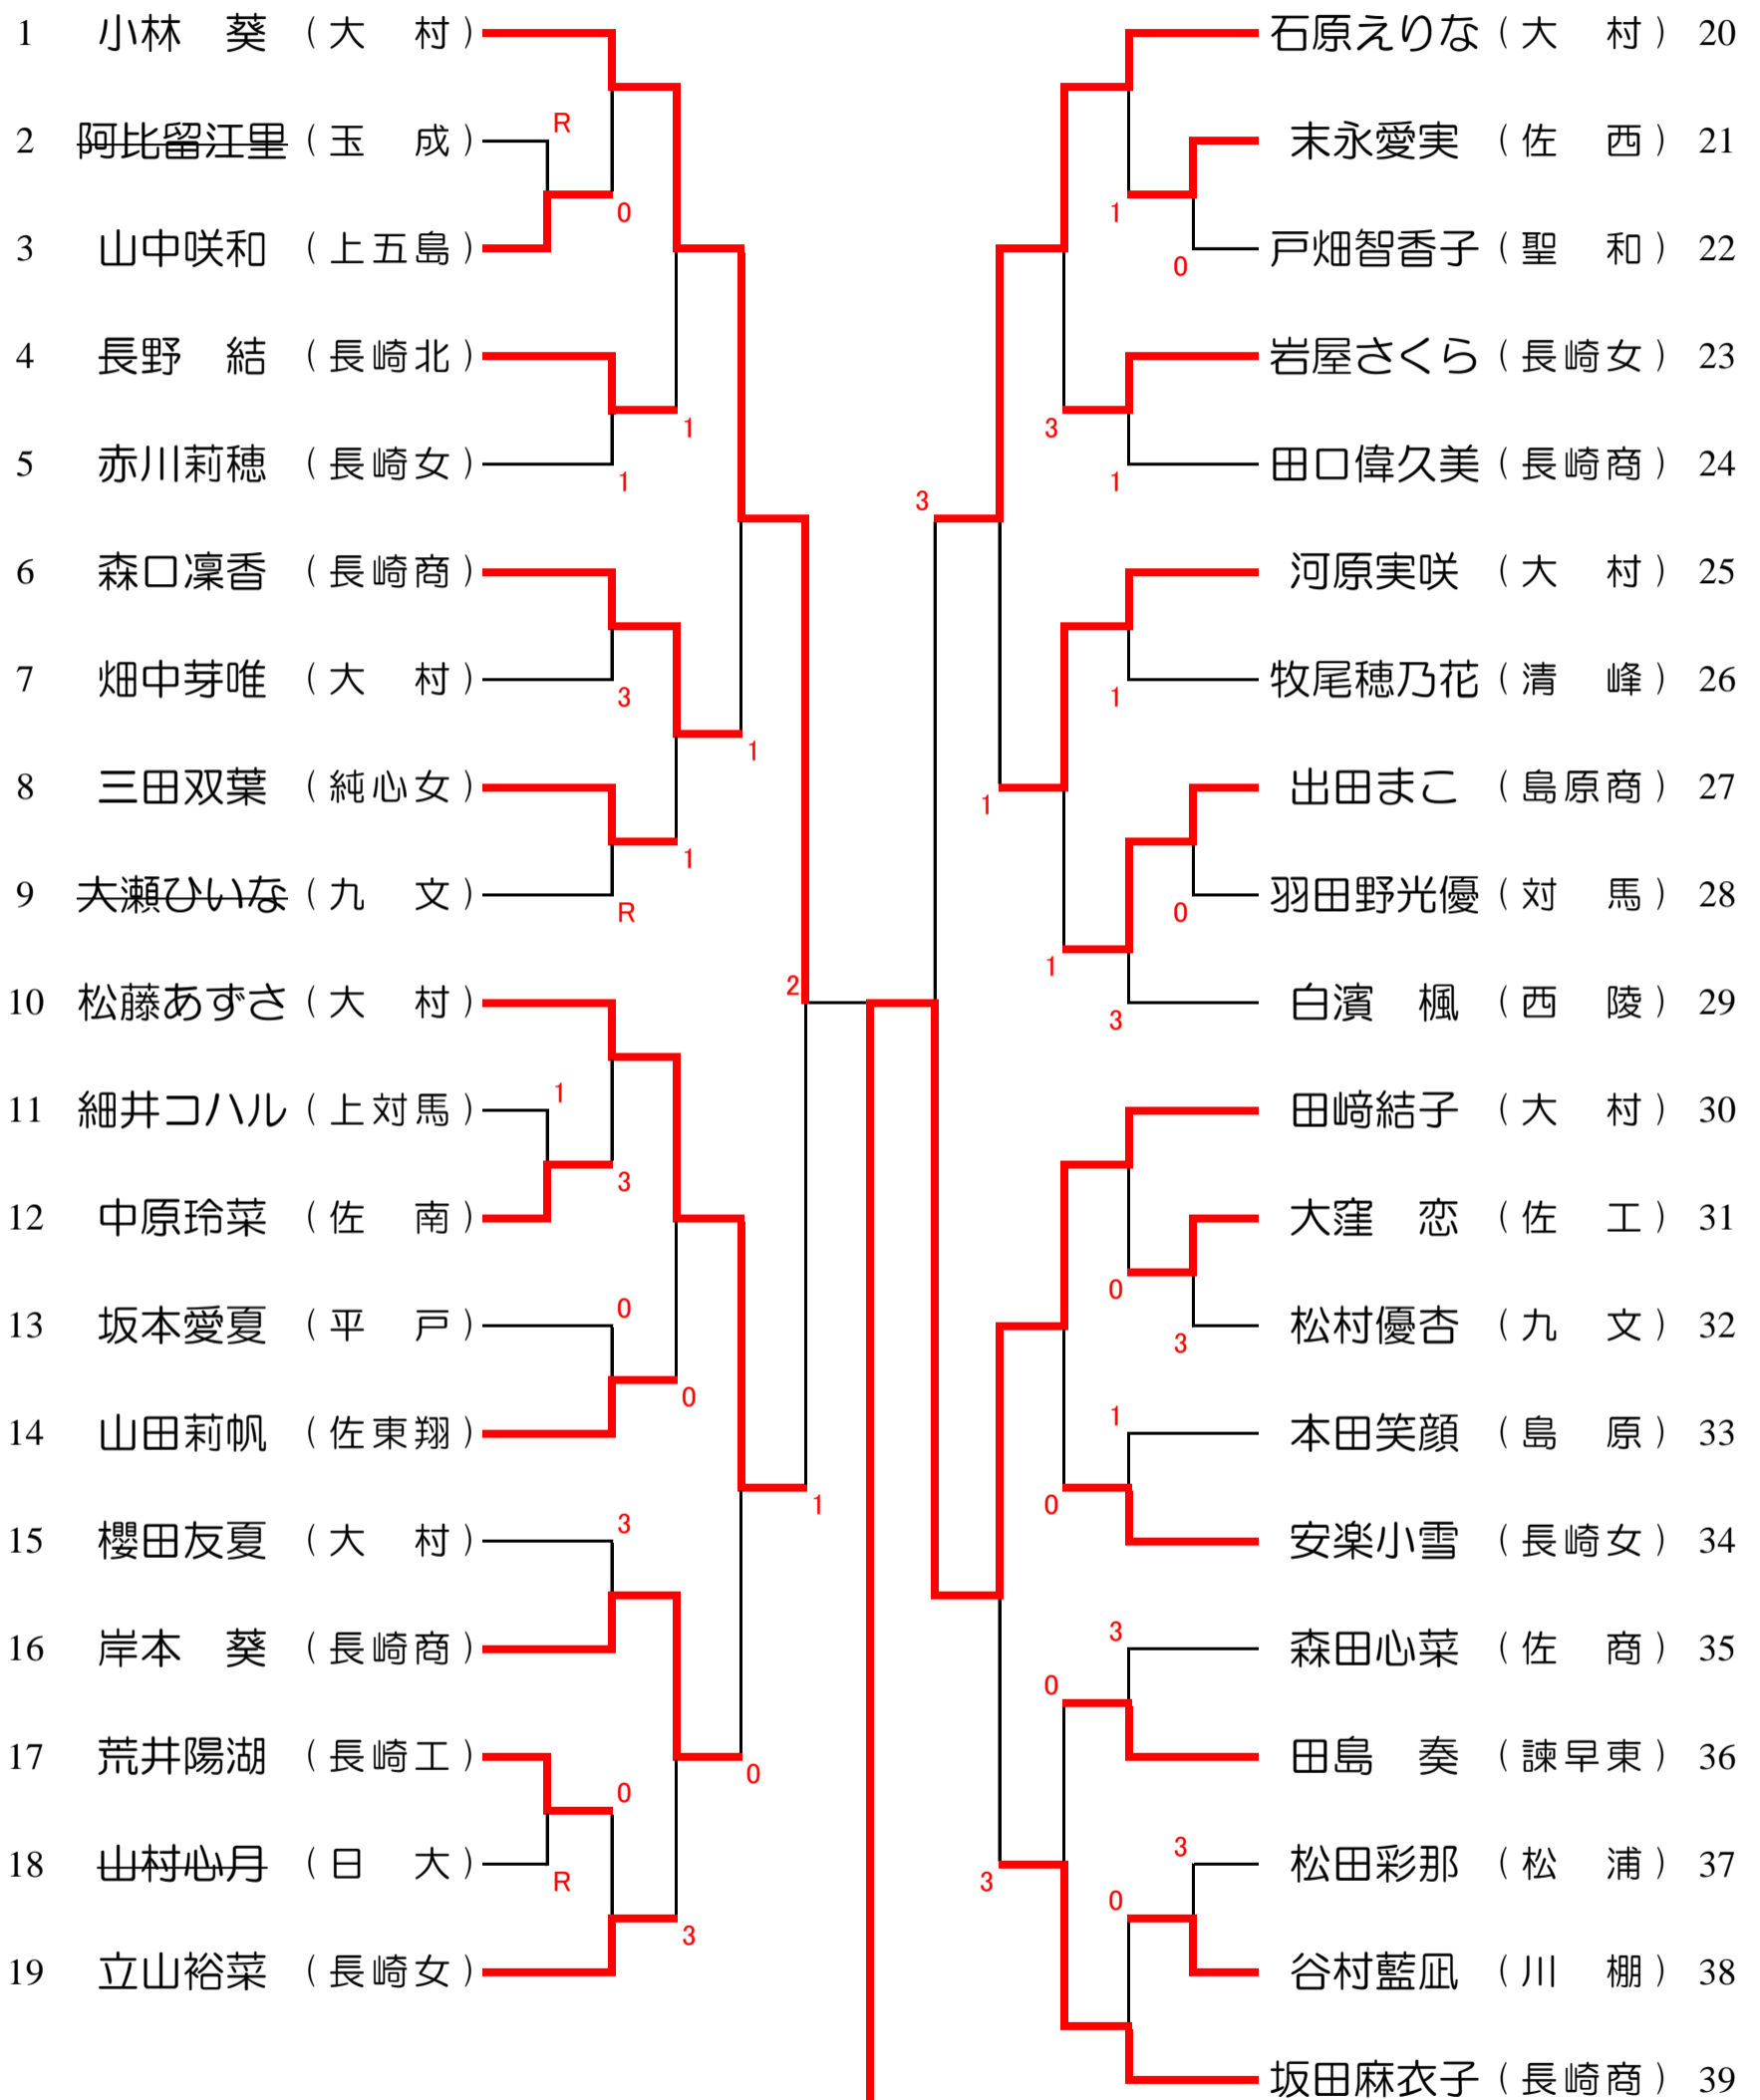 1 小林 葵 （大 村）
2 阿比留江里 （玉 成）
R
3 山中咲和 （上五島）
0
4 長野 結 （長崎北）
1
5 赤川莉穂 （長崎女）
1
6 森口凜香 （長崎商）
7 畑中芽唯 （大 村）
3
1
8 三田双葉 （純心女）
1
9 大瀬ひいな （九 文）
R
2
10 松藤あずさ （大 村）
11 細井コハル （上対馬）
1
12 中原玲菜 （佐 南）
3
13 坂本愛夏 （平 戸）
0
0
14 山田莉帆 （佐東翔）
1
15 櫻田友夏 （大 村）
3
16 岸本 葵 （長崎商）
17 荒井陽湖 （長崎工）
0
0
18 山村心月 （日 大）
R
3
19 立山裕菜 （長崎女）
石原えりな （大 村） 20
末永愛実 （佐 西） 21
1
戸畑智香子 （聖 和） 22
0
岩屋さくら （長崎女） 23
3
田口偉久美 （長崎商） 24
1
3
河原実咲 （大 村） 25
牧尾穂乃花 （清 峰） 26
1
出田まこ （島原商） 27
1
羽田野光優 （対 馬） 28
0
1
白濱 楓 （西 陵） 29
3
田﨑結子 （大 村） 30
大窪 恋 （佐 工） 31
0
松村優杏 （九 文） 32
3
本田笑顔 （島 原） 33
1
0
安楽小雪 （長崎女） 34
森田心菜 （佐 商） 35
3
0
田島 奏 （諫早東） 36
松田彩那 （松 浦） 37
3
3
0
谷村藍凪 （川 棚） 38
坂田麻衣子 （長崎商） 39